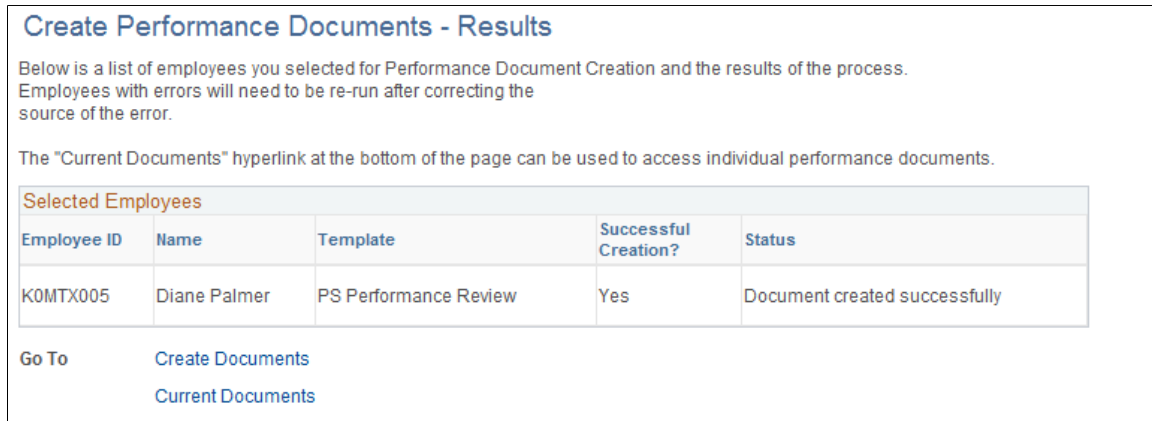 Create Performance Documents - Results
Below is a list of employees you selected for Performance Document Creation and the results of the process.
Employees with errors will need to be re-run after correcting the
source of the error.
The "Current Documents" hyperlink at the bottom of the page can be used to access individual performance documents.
Selected Employees
Employee ID Name Template Successful Creation? Status
K0MTX005 Diane Palmer PS Performance Review Yes Document created successfully
Go To Create Documents
Current Documents